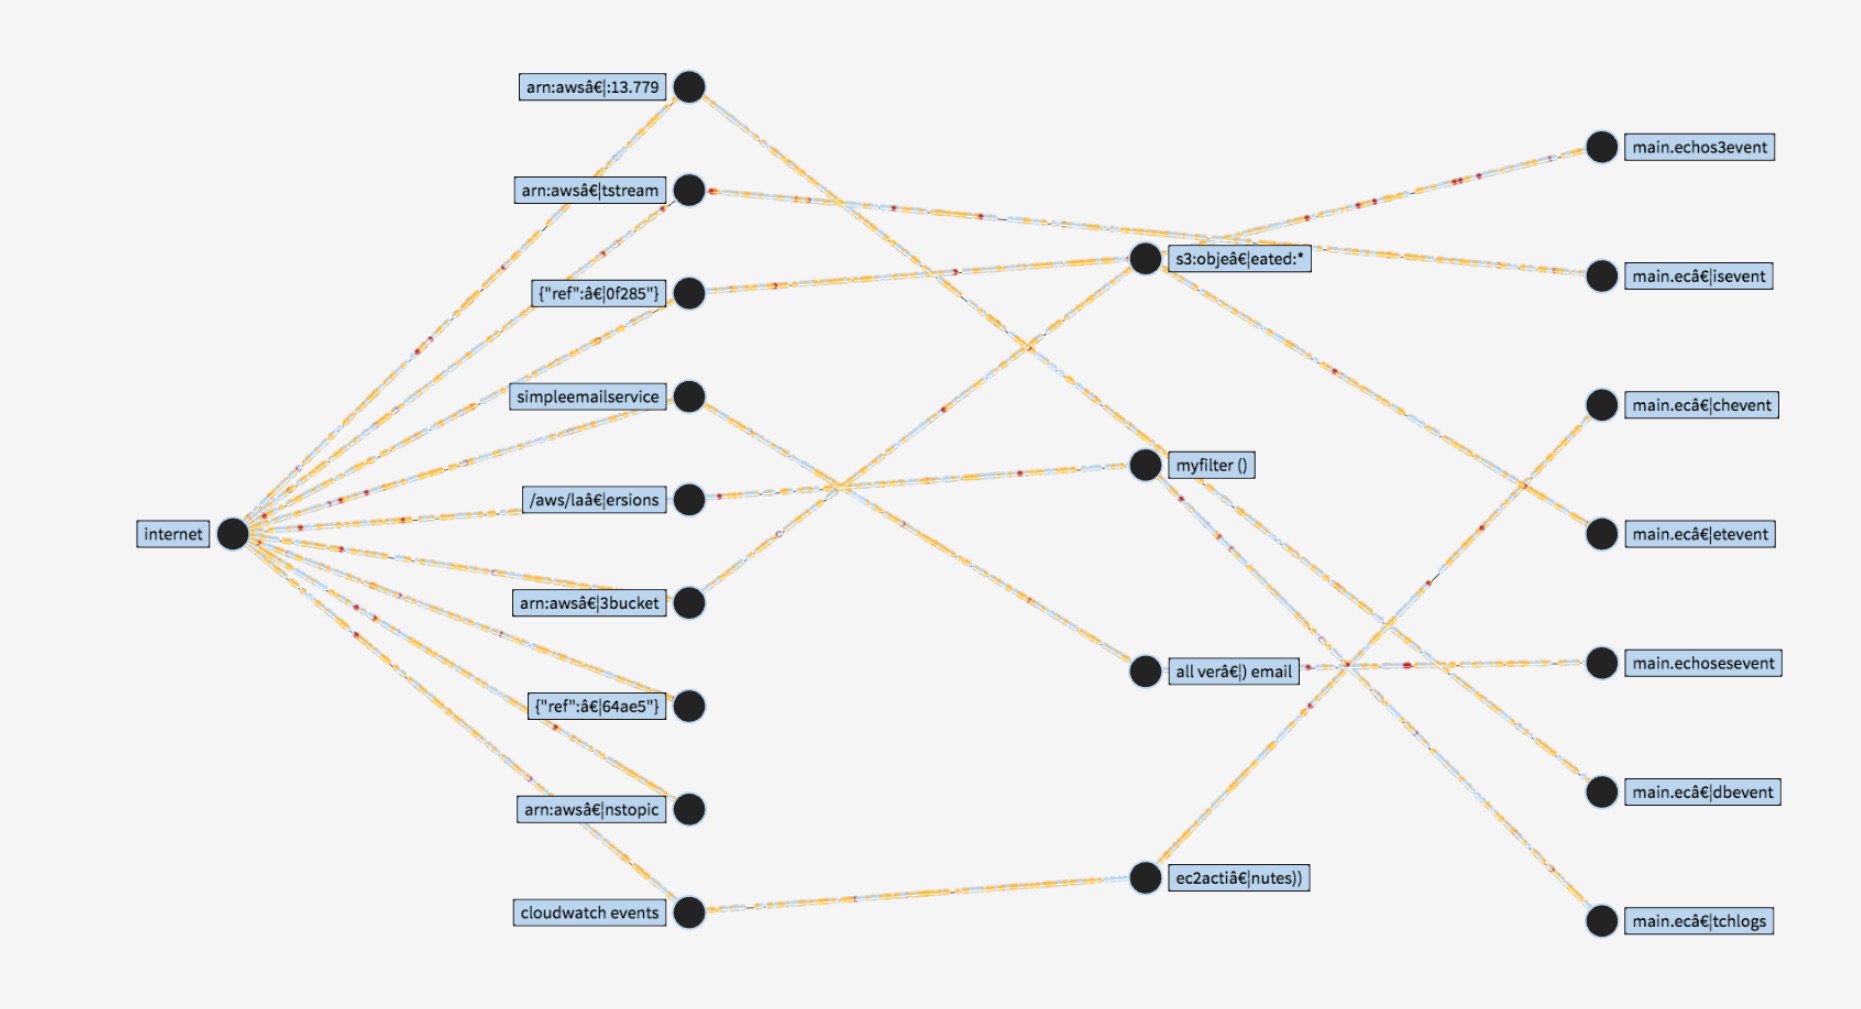 internet
arn:awsâ€¦:13.779
arn:awsâ€¦tstream
{"ref":â€¦0f285"}
simpleemailservice
/aws/laâ€¦ersions
arn:awsâ€¦3bucket
{"ref":â€¦64ae5"}
arn:awsâ€¦nstopic
cloudwatch events
s3:objeâ€¦eated:*
myfilter ()
all verâ€¦) email
ec2actiâ€¦nutes))
main.echos3event
main.ecâ€¦isevent
main.ecâ€¦chevent
main.ecâ€¦etevent
main.echosesevent
main.ecâ€¦dbevent
main.ecâ€¦tchlogs